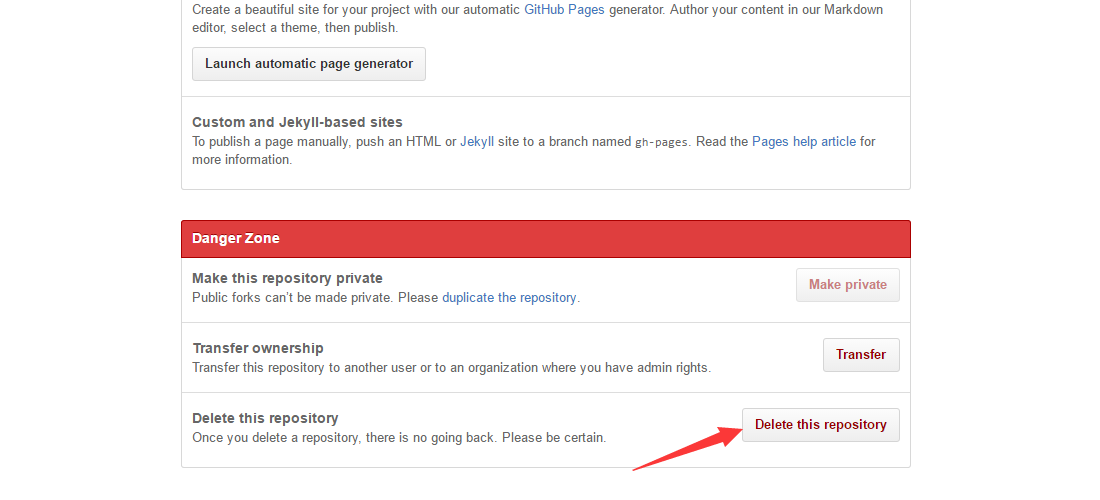 Create a beautiful site for your project with our automatic GitHub Pages generator. Author your content in our Markdown
editor, select a theme, then publish.
Launch automatic page generator
Custom and Jekyll-based sites
To publish a page manually, push an HTML or Jekyll site to a branch named gh-pages. Read the Pages help article for
more information.
Danger Zone
Make this repository private
Public forks can't be made private. Please duplicate the repository.
Make private
Transfer ownership
Transfer this repository to another user or to an organization where you have admin rights.
Transfer
Delete this repository
Once you delete a repository, there is no going back. Please be certain.
Delete this repository